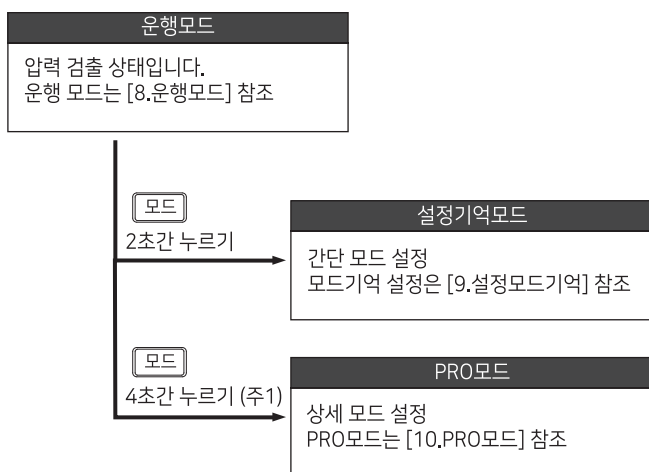 운행모드
압력 검출 상태입니다.
운행 모드는 [8.운행모드] 참조
모드
2초간 누르기
설정기억모드
간단 모드 설정
모드기억 설정은 [9.설정모드기억] 참조
모드
4초간 누르기 (주1)
PRO모드
상세 모드 설정
PRO모드는 [10.PRO모드] 참조